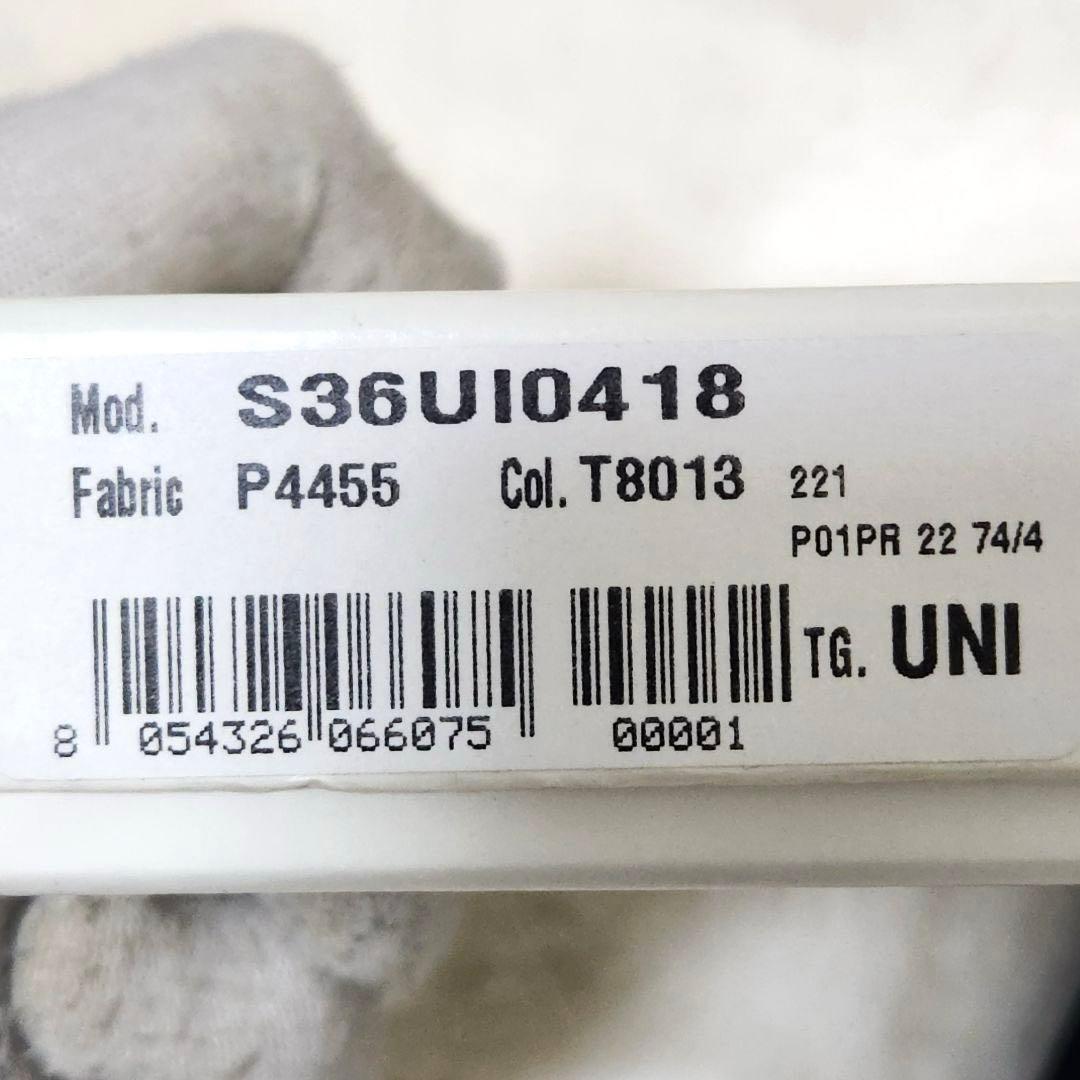 Mod. S36UI0418
Fabric P4455 Col. T8013 221
P01PR 22 74/4
TG. UNI
8 054326 066075 00001